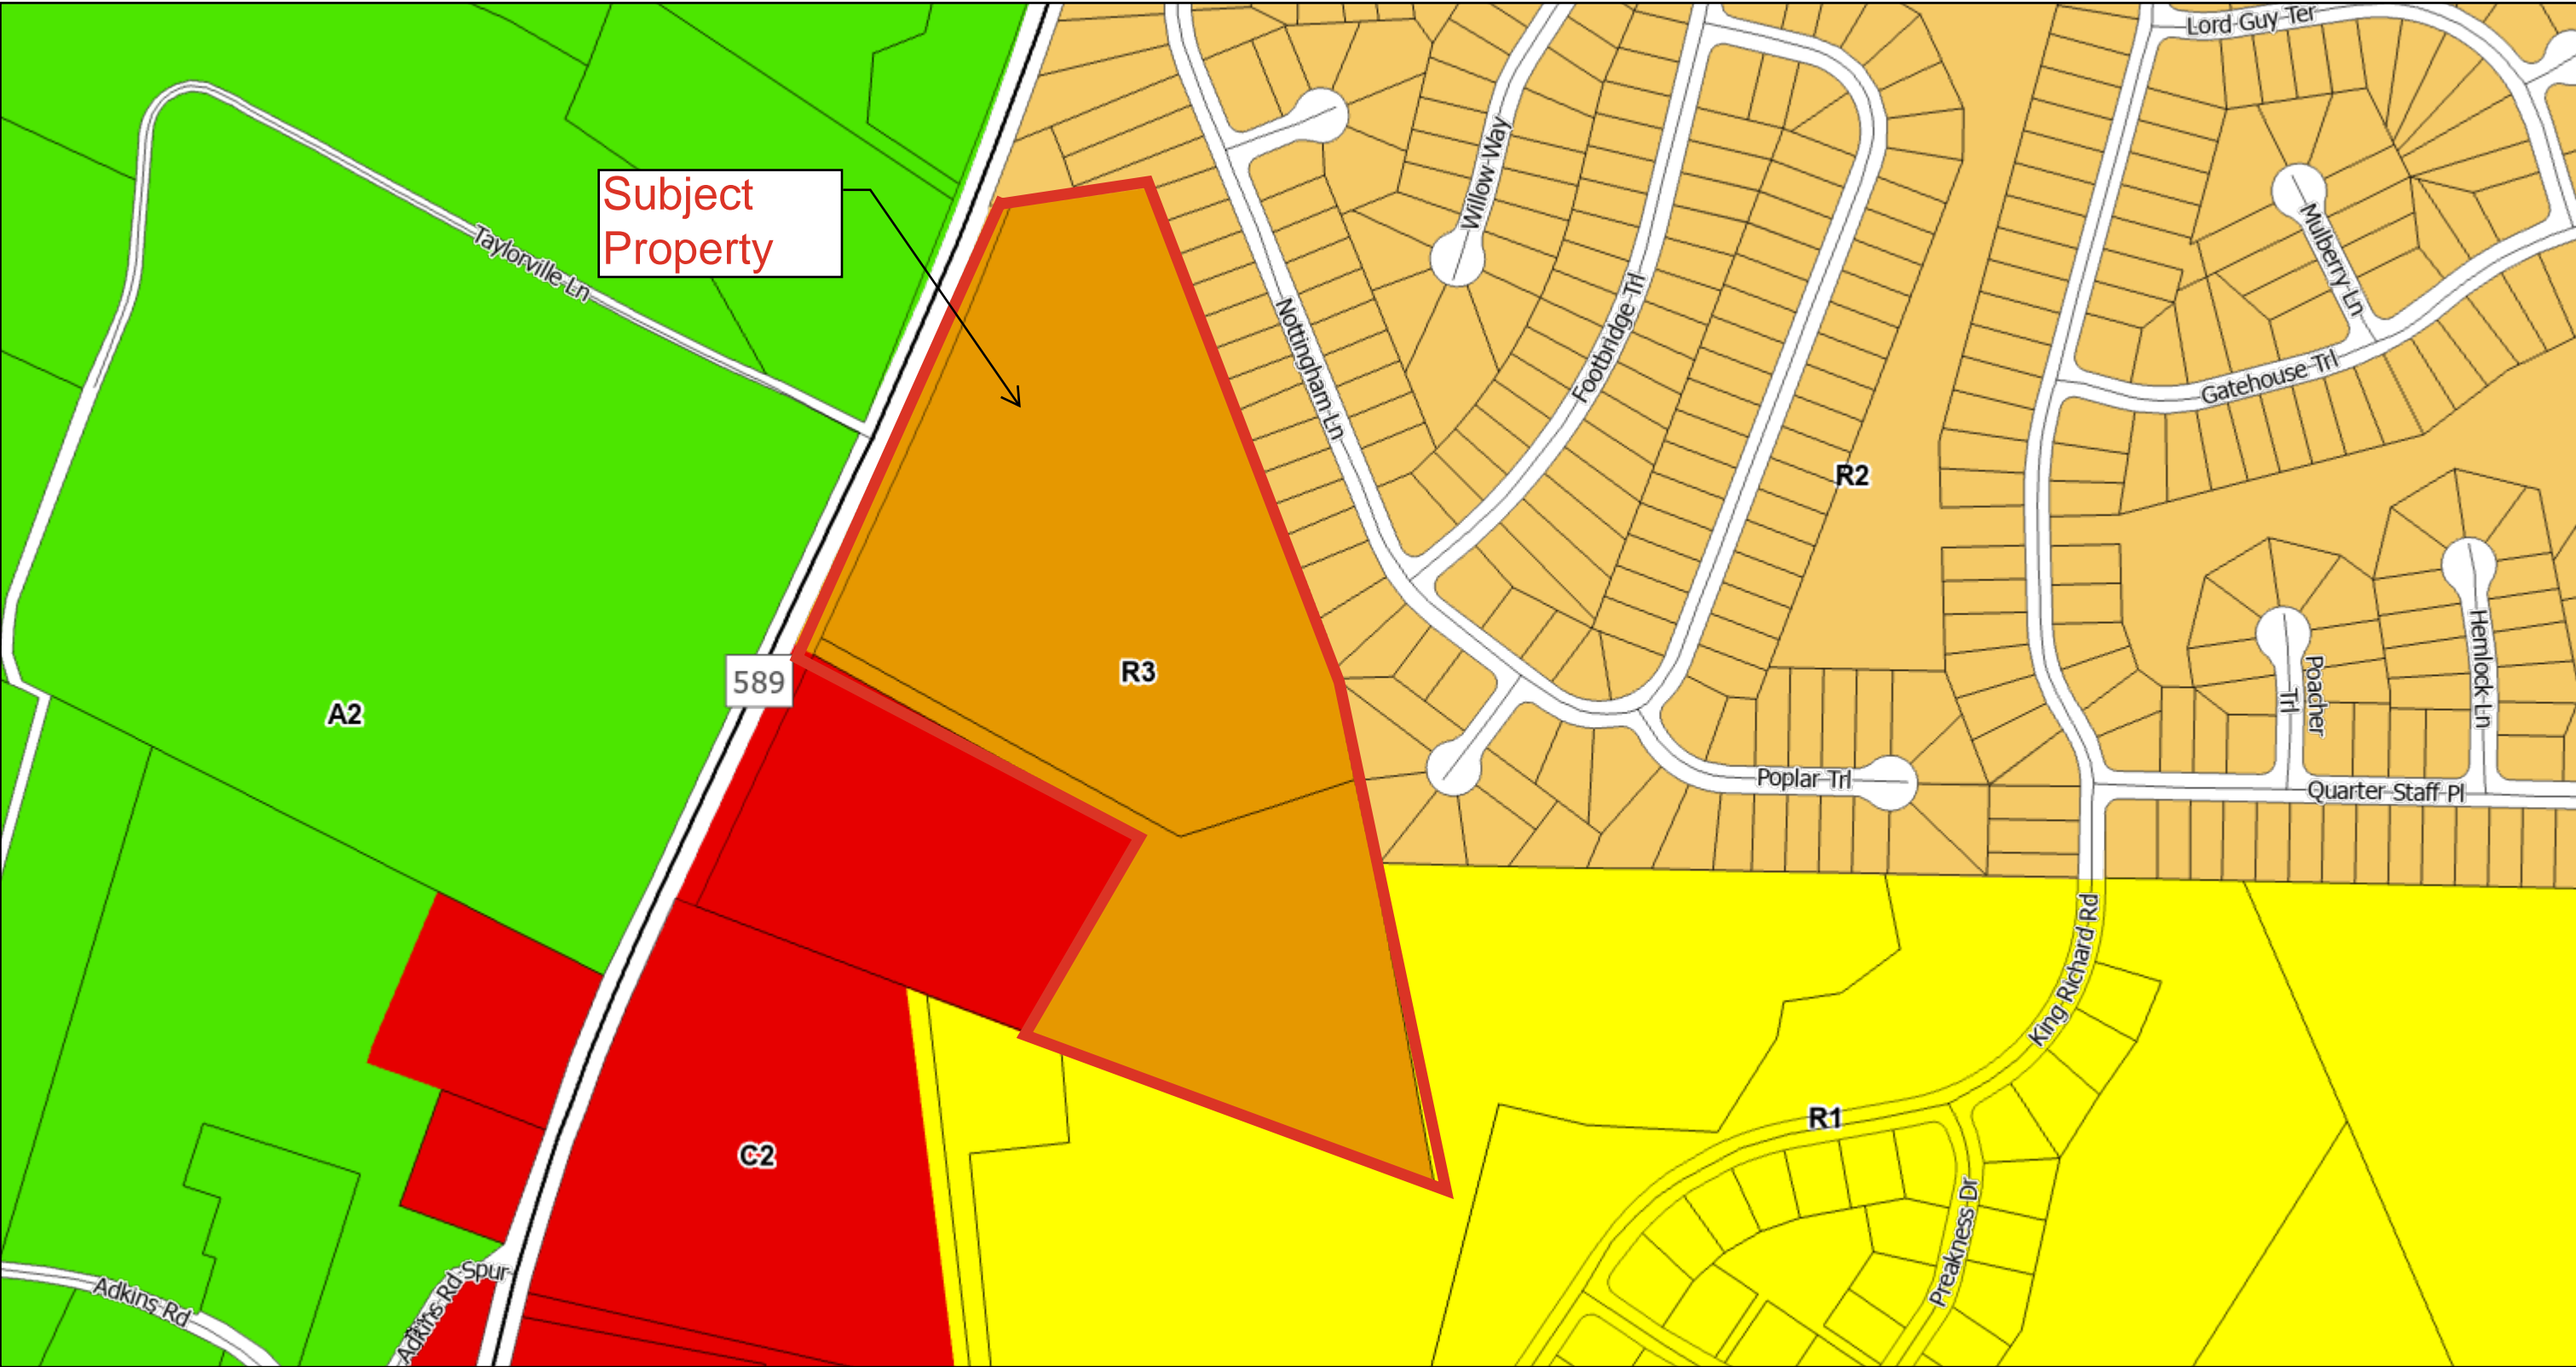 Lord Guy Ter
Subject
Property
Taylorville Ln
Willow Way
Mulberry Ln
Nottingham Ln
Footbridge Trl
Gatehouse Trl
R2
589
R3
A2
Poacher
Trl
Hemlock Ln
Poplar Trl
Quarter Staff Pl
King Richard Rd
R1
C2
Preakness Dr
Adkins Rd
Adkins Rd Spur